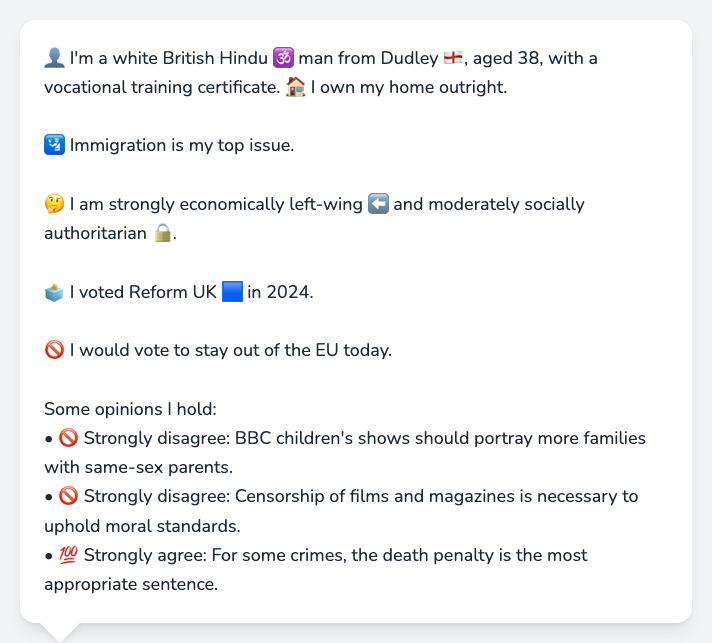 👤 I'm a white British Hindu 🕉️ man from Dudley 🏴󠁧󠁢󠁥󠁮󠁧󠁿, aged 38, with a
vocational training certificate. 🏠 I own my home outright.
🛂 Immigration is my top issue.
🤔 I am strongly economically left-wing ⬅️ and moderately socially
authoritarian 🔒.
🗳️ I voted Reform UK 🟦 in 2024.
🚫 I would vote to stay out of the EU today.
Some opinions I hold:
• 🚫 Strongly disagree: BBC children's shows should portray more families
with same-sex parents.
• 🚫 Strongly disagree: Censorship of films and magazines is necessary to
uphold moral standards.
• 💯 Strongly agree: For some crimes, the death penalty is the most
appropriate sentence.